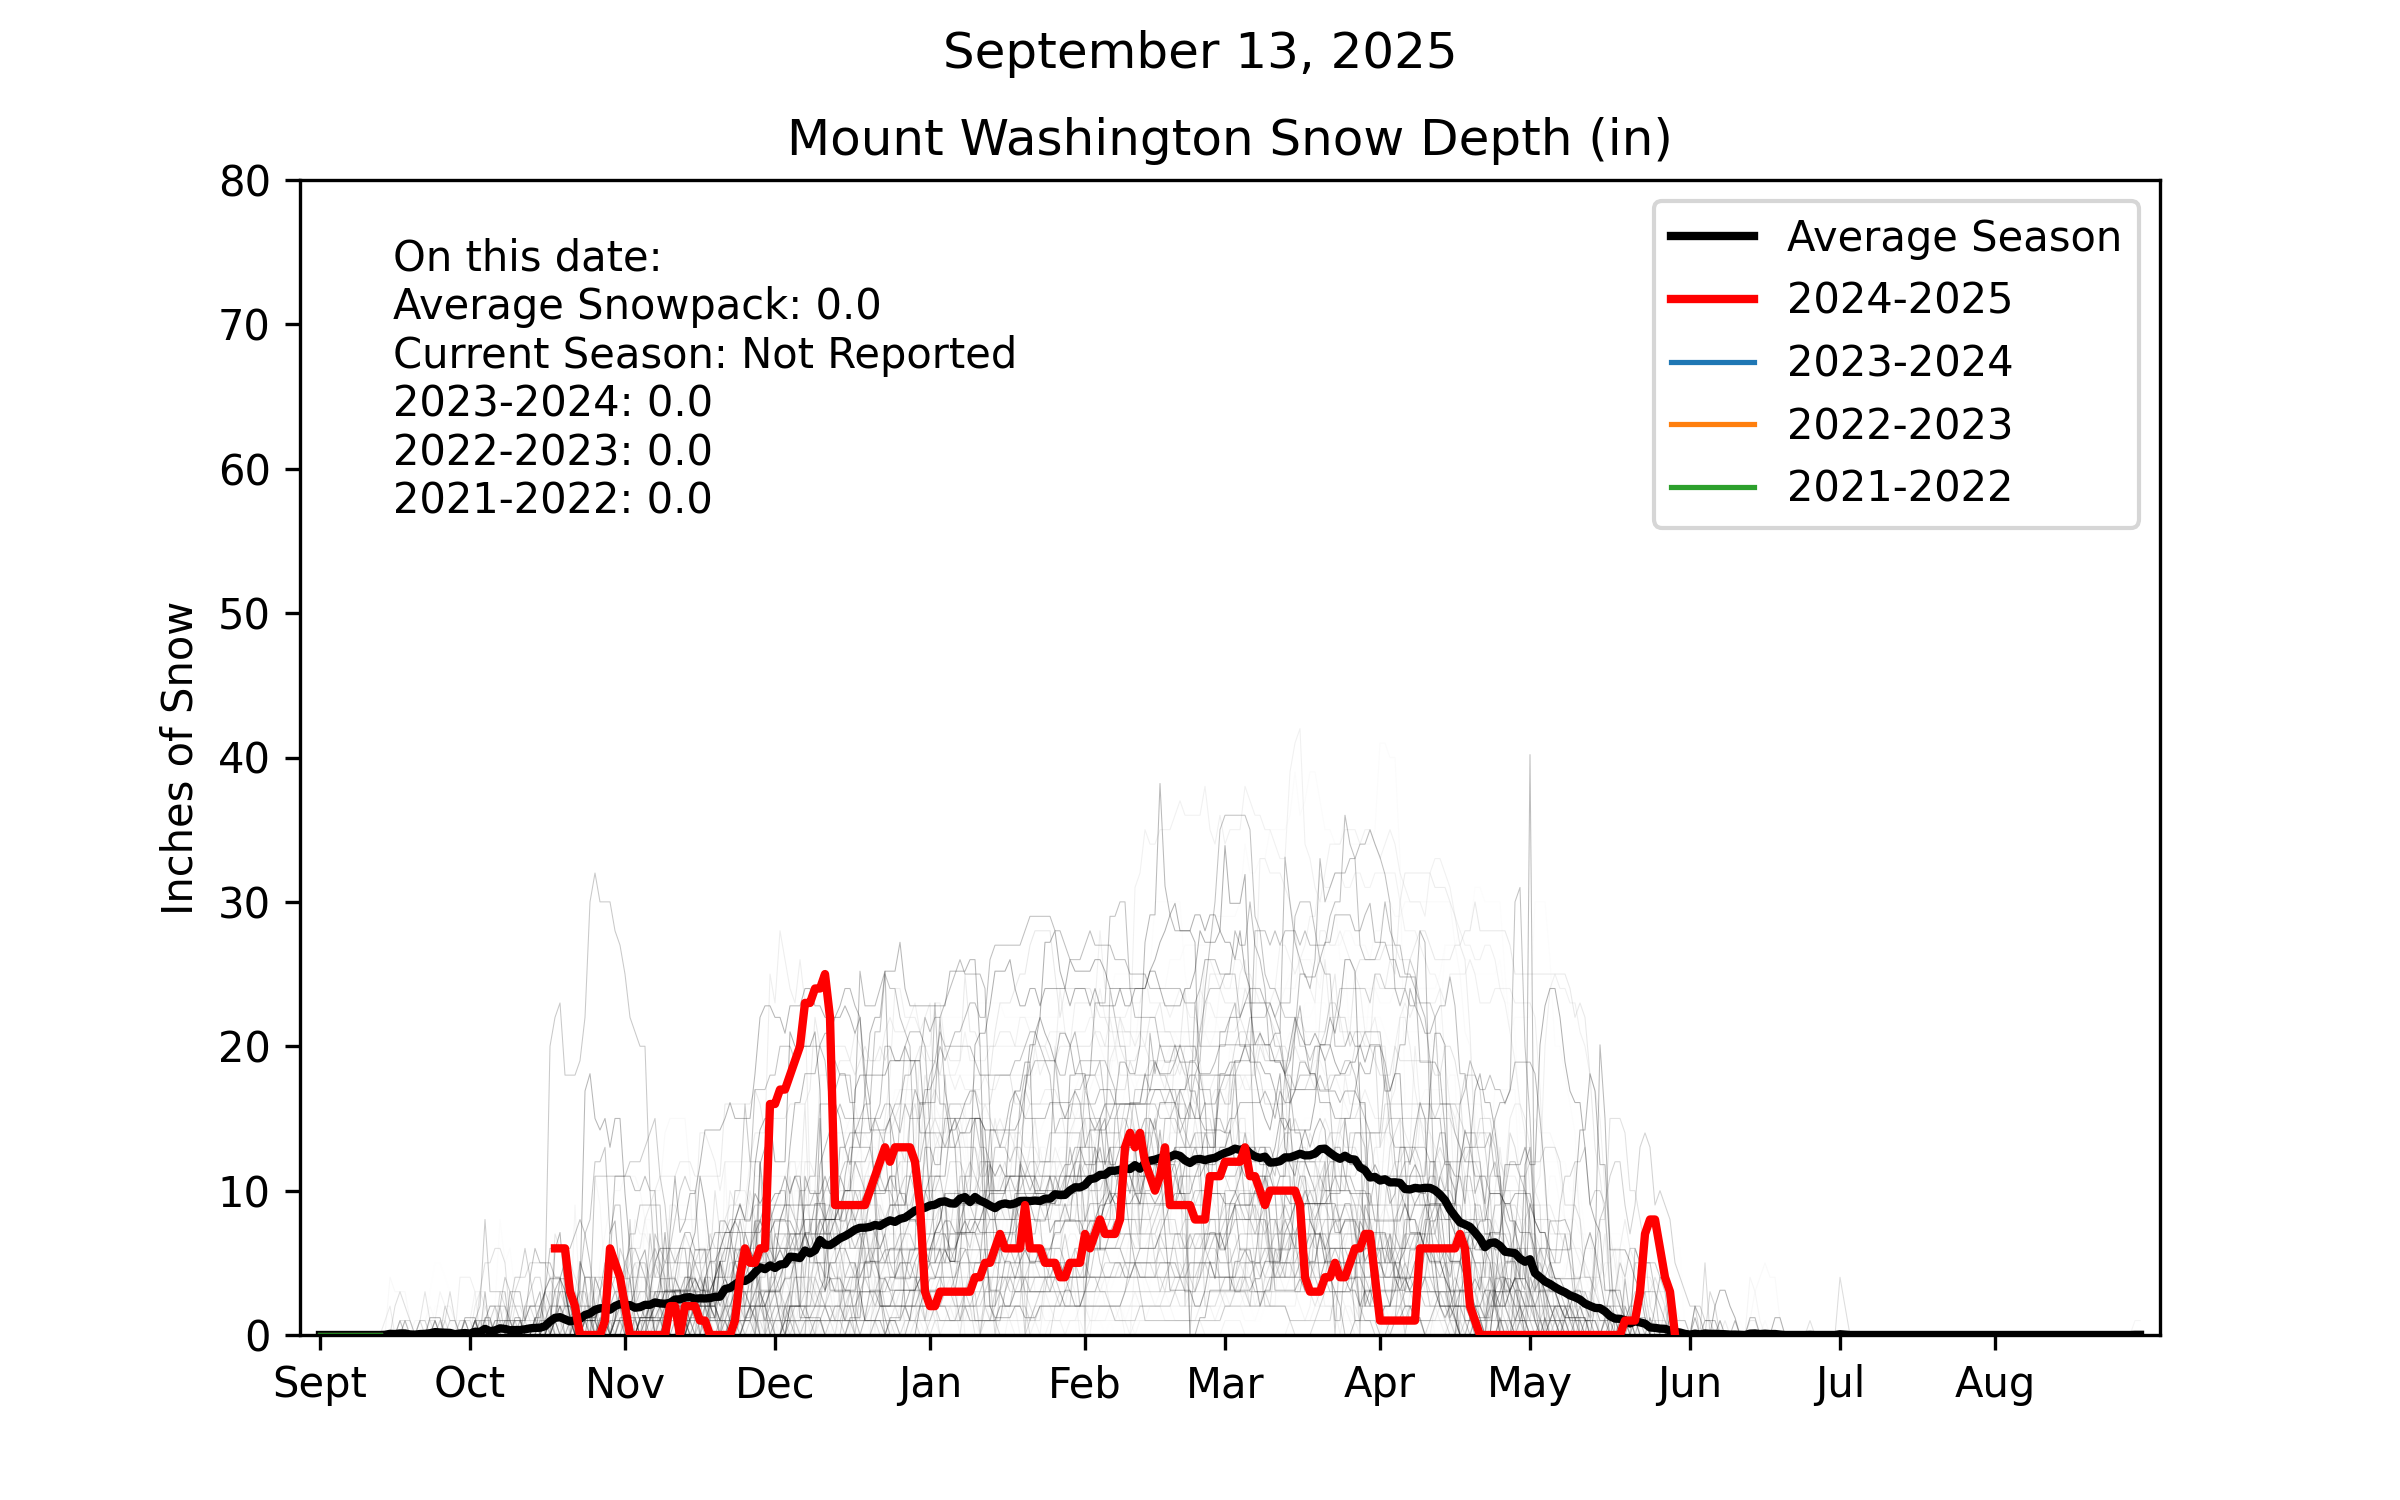 September 13, 2025
Mount Washington Snow Depth (in)
80
70
60
50
40
30
20
10
0
Inches of Snow
On this date:
Average Snowpack: 0.0
Current Season: Not Reported
2023-2024: 0.0
2022-2023: 0.0
2021-2022: 0.0
Average Season
2024-2025
2023-2024
2022-2023
2021-2022
Sept Oct Nov Dec Jan Feb Mar Apr May Jun Jul Aug